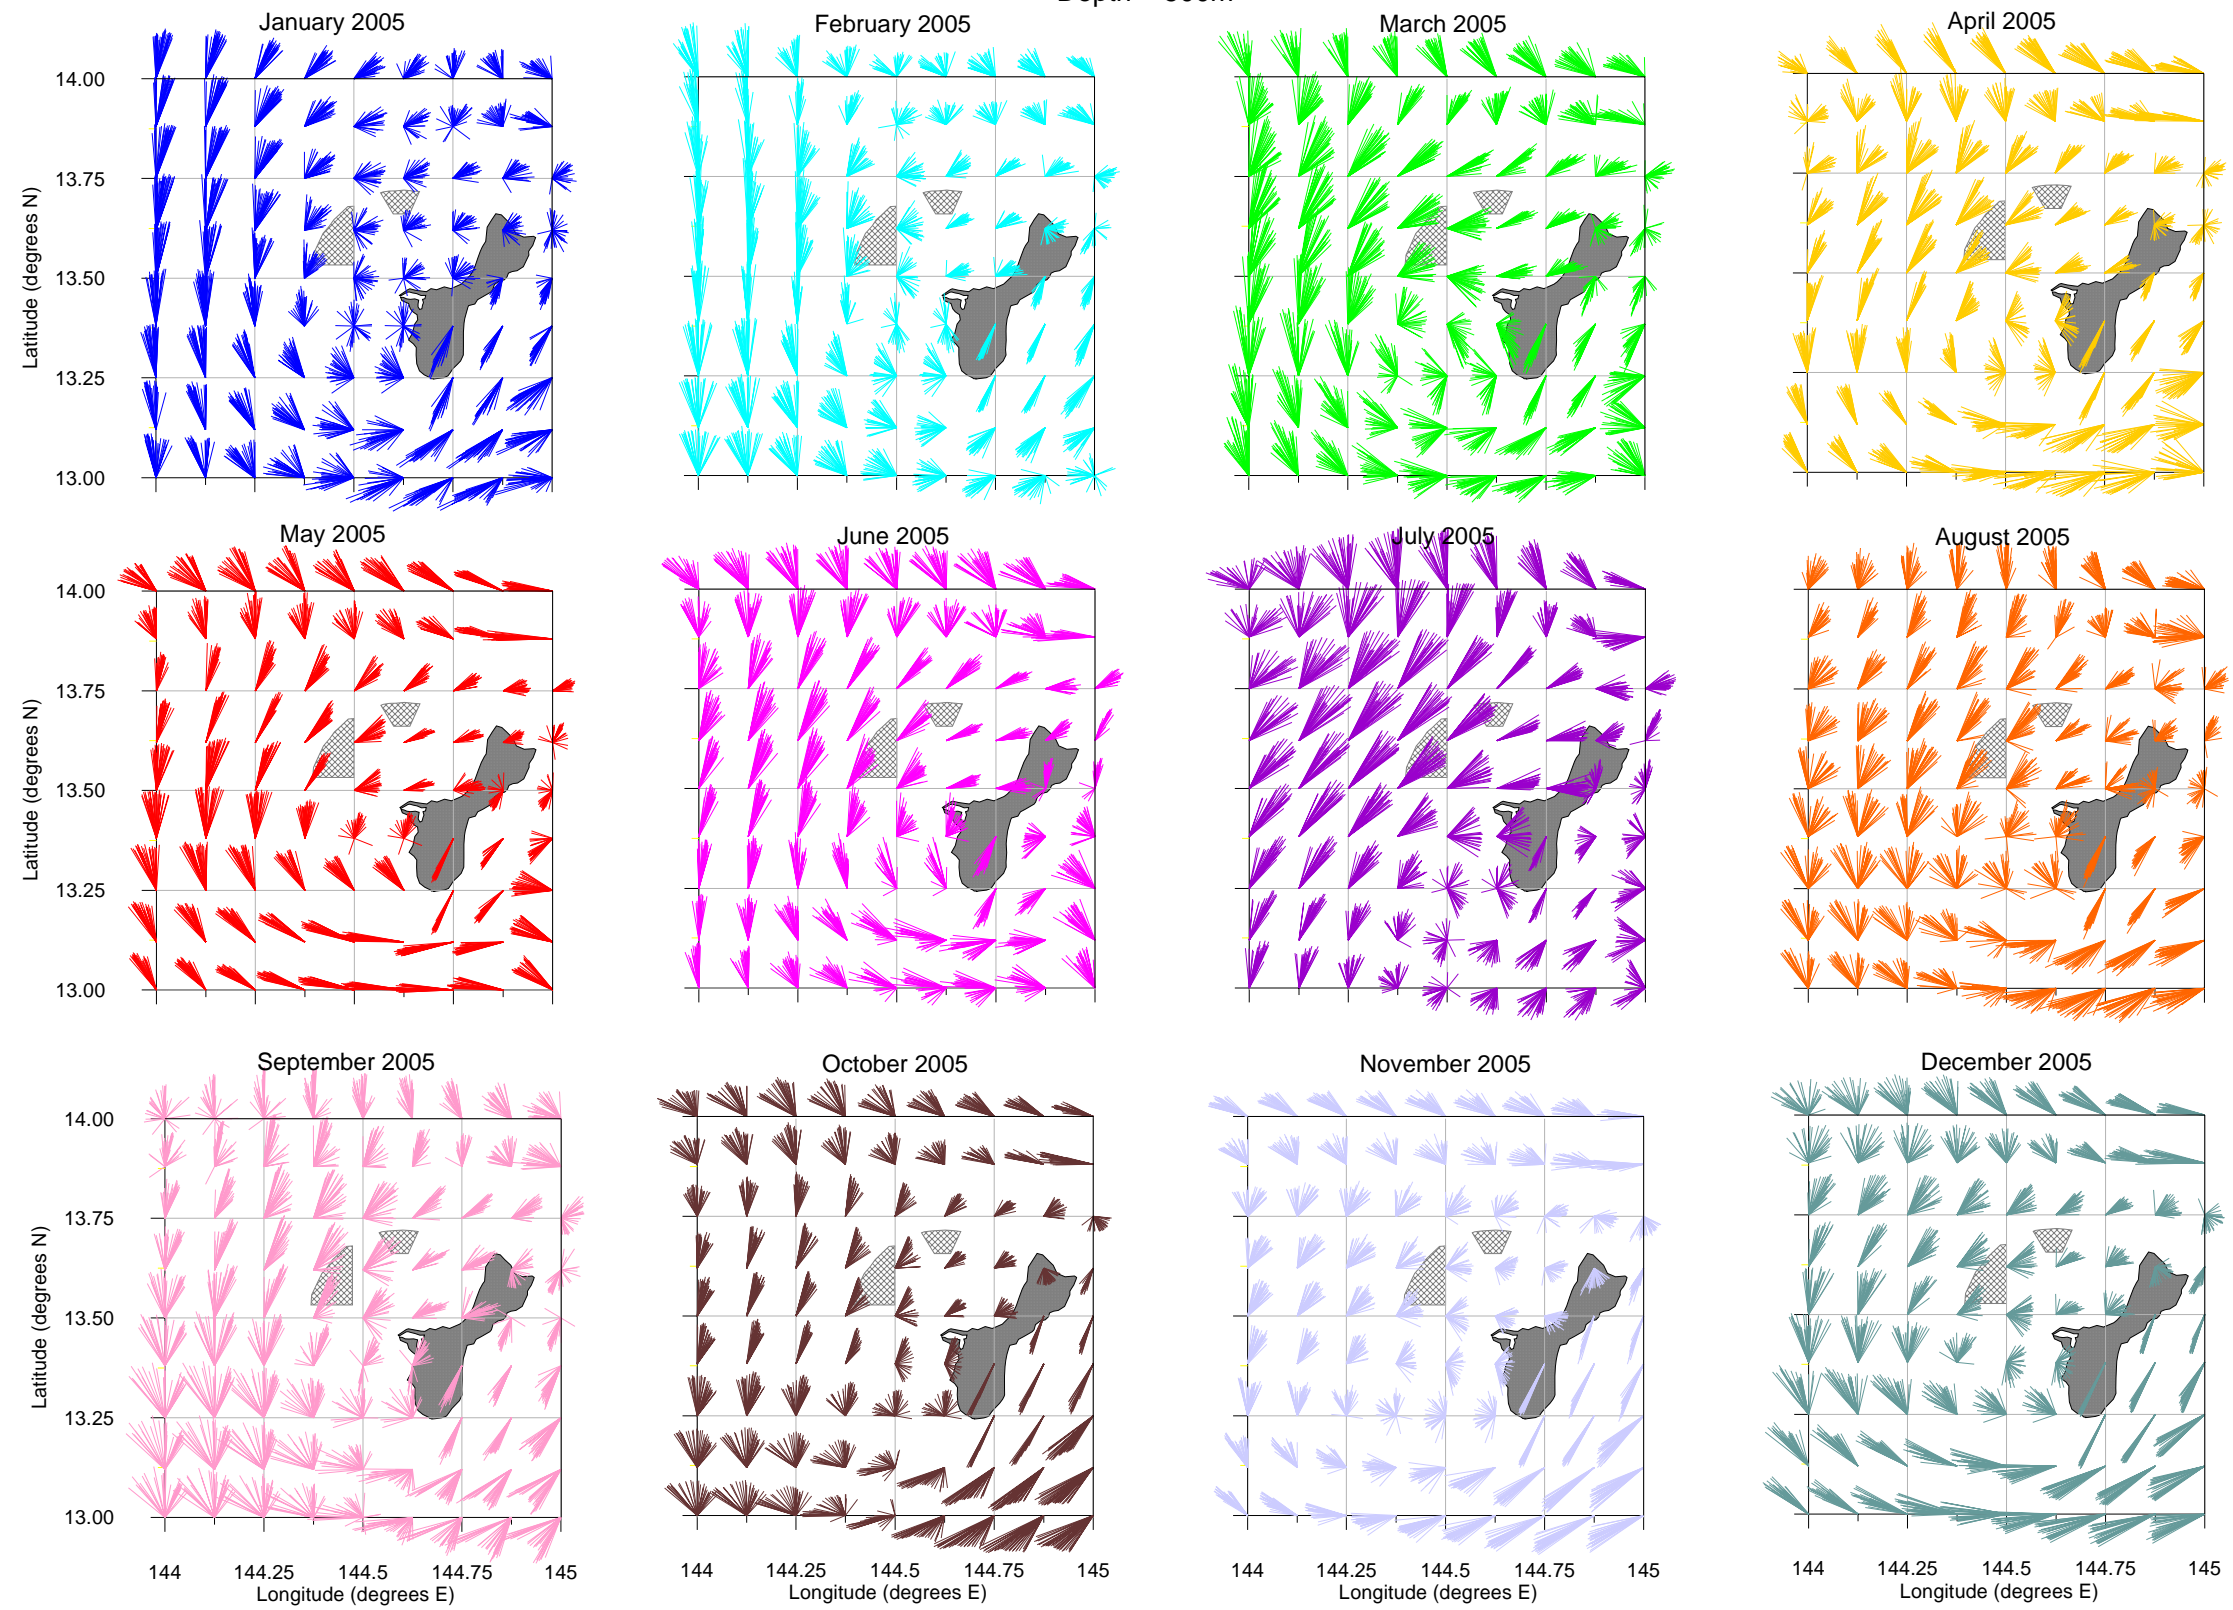 January 2005 February 2005 March 2005 April 2005
14.00
13.75
13.50
13.25
13.00
Latitude (degrees N)
May 2005 June 2005 July 2005 August 2005
14.00
13.75
13.50
13.25
13.00
Latitude (degrees N)
September 2005 October 2005 November 2005 December 2005
14.00
13.75
13.50
13.25
13.00
Latitude (degrees N)
144 144.25 144.5 144.75 145 144 144.25 144.5 144.75 145 144 144.25 144.5 144.75 145 144 144.25 144.5 144.75 145
Longitude (degrees E) Longitude (degrees E) Longitude (degrees E) Longitude (degrees E)